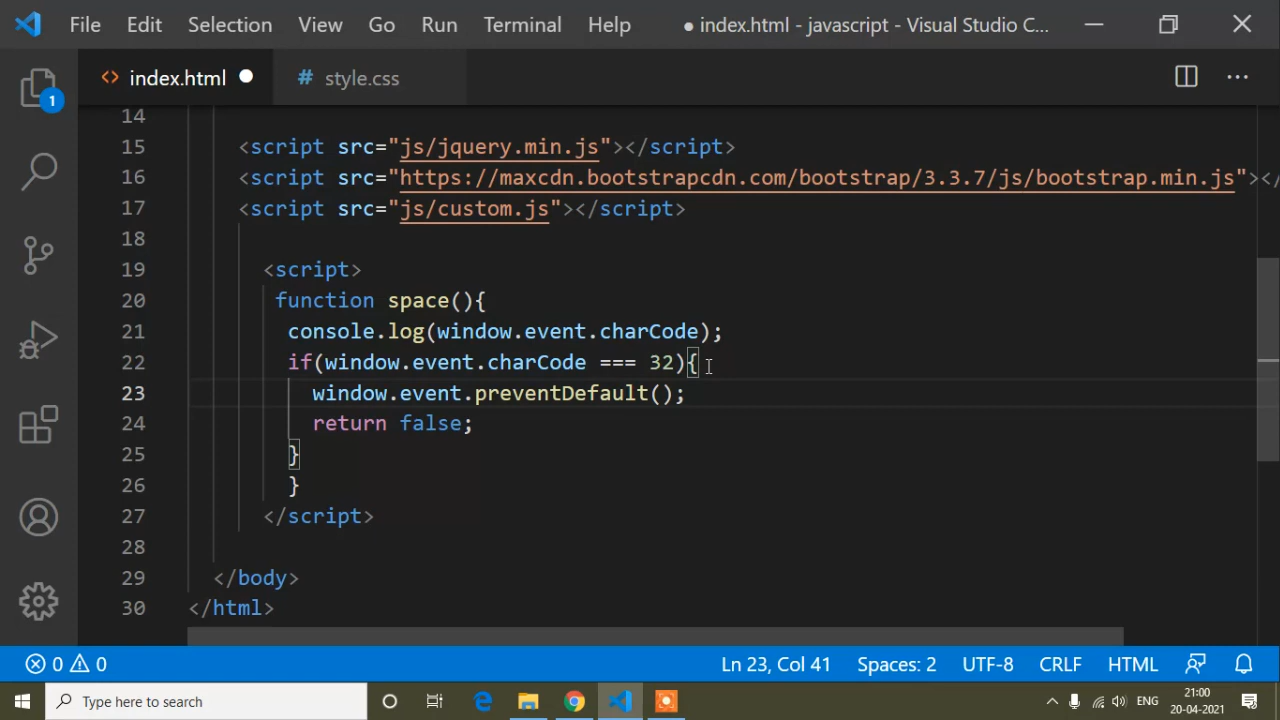 File Edit Selection View Go Run Terminal Help ● index.html - javascript - Visual Studio C...
<> index.html ● # style.css ...
1
14
15 <script src="js/jquery.min.js"></script>
16 <script src="https://maxcdn.bootstrapcdn.com/bootstrap/3.3.7/js/bootstrap.min.js"></
17 <script src="js/custom.js"></script>
18
19 <script>
20 function space(){
21 console.log(window.event.charCode);
22 if(window.event.charCode === 32){
23 window.event.preventDefault();
24 return false;
25 }
26 }
27 </script>
28
29 </body>
30 </html>
0 0 Ln 23, Col 41 Spaces: 2 UTF-8 CRLF HTML
Type here to search ENG 21:00
20-04-2021